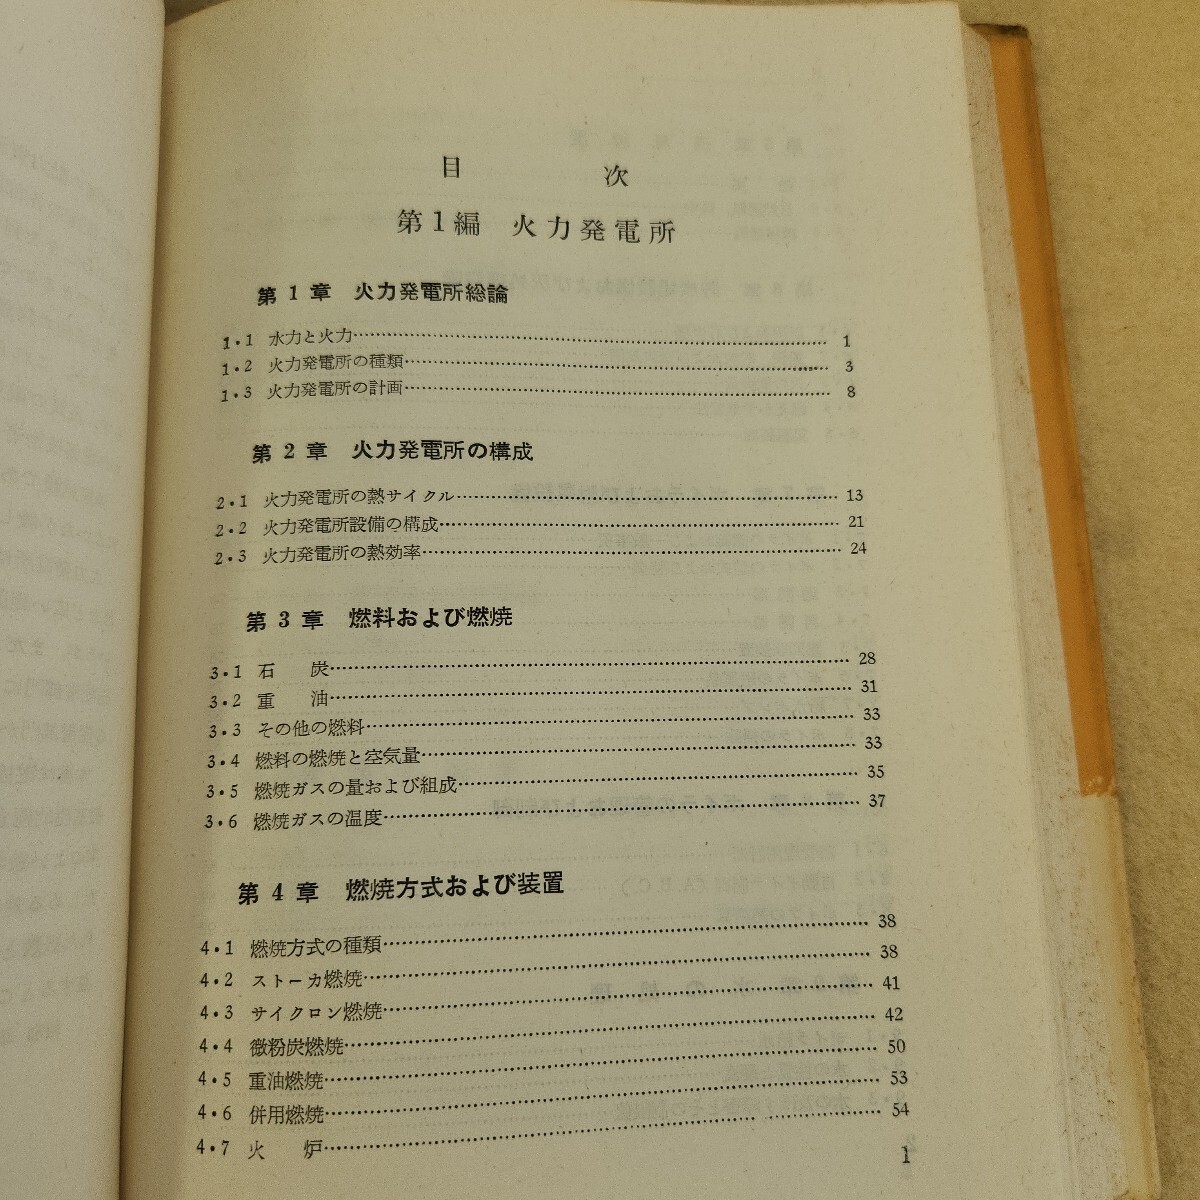 目 次
第1編 火力発電所
第1章 火力発電所総論
1・1 水力と火力……………………1
1・2 火力発電所の種類……………………3
1・3 火力発電所の計画……………………8
第2章 火力発電所の構成
2・1 火力発電所の熱サイクル……………………13
2・2 火力発電所設備の構成……………………21
2・3 火力発電所の熱効率……………………24
第3章 燃料および燃焼
3・1 石 炭……………………28
3・2 重 油……………………31
3・3 その他の燃料……………………33
3・4 燃料の燃焼と空気量……………………33
3・5 燃焼ガスの量および組成……………………35
3・6 燃焼ガスの温度……………………37
第4章 燃焼方式および装置
4・1 燃焼方式の種類……………………38
4・2 ストーカ燃焼……………………38
4・3 サイクロン燃焼……………………41
4・4 微粉炭燃焼……………………42
4・5 重油燃焼……………………50
4・6 併用燃焼……………………53
4・7 火 炉……………………54
1